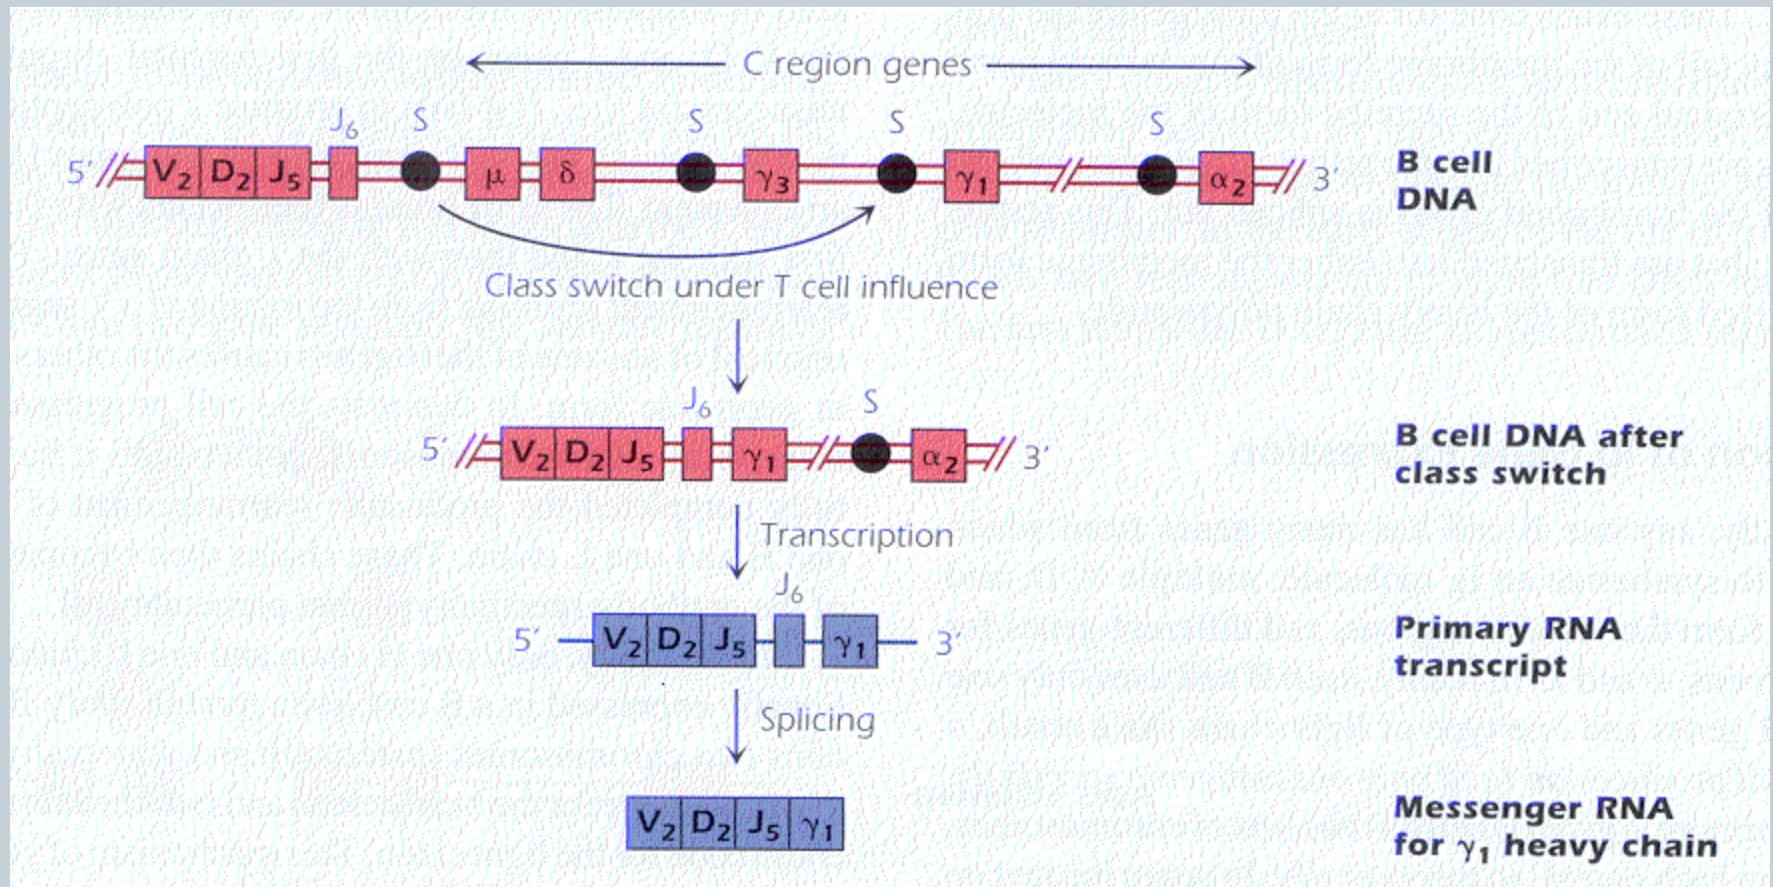 C region genes
J₆ S S S S
5′ V₂ D₂ J₅ μ δ γ₃ γ₁ α₂ 3′
B cell
DNA
Class switch under T cell influence
J₆ S
5′ V₂ D₂ J₅ γ₁ α₂ 3′
B cell DNA after
class switch
Transcription
J₆
5′ V₂ D₂ J₅ γ₁ 3′
Primary RNA
transcript
Splicing
V₂ D₂ J₅ γ₁
Messenger RNA
for γ₁ heavy chain